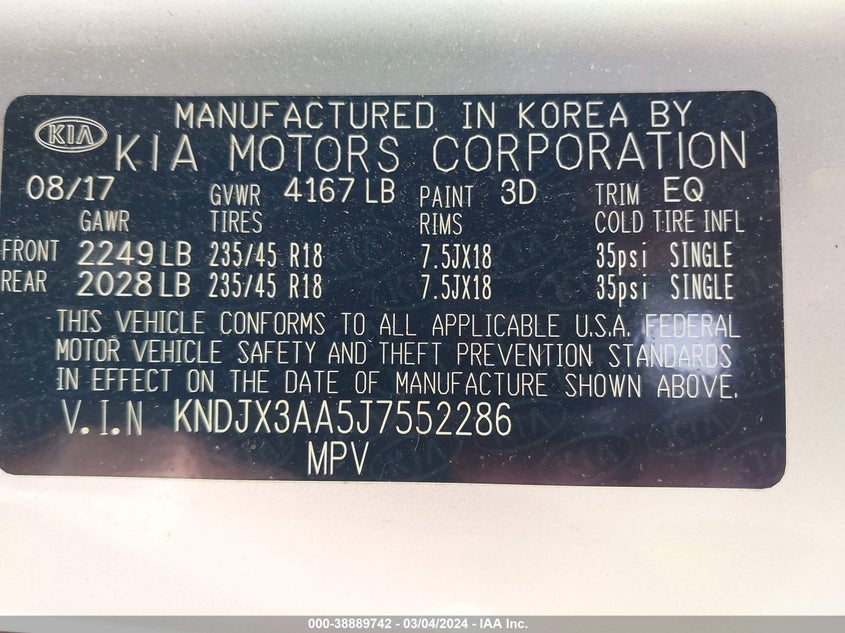 MANUFACTURED IN KOREA BY
KIA KIA MOTORS CORPORATION
08/17 GVWR 4167 LB PAINT 3D TRIM EQ
GAWR TIRES RIMS COLD TIRE INFL
FRONT 2249 LB 235/45 R18 7.5JX18 35psi SINGLE
REAR 2028 LB 235/45 R18 7.5JX18 35psi SINGLE
THIS VEHICLE CONFORMS TO ALL APPLICABLE U.S.A. FEDERAL
MOTOR VEHICLE SAFETY AND THEFT PREVENTION STANDARDS
IN EFFECT ON THE DATE OF MANUFACTURE SHOWN ABOVE.
V.I.N KNDJX3AA5J7552286
MPV
000-38889742 - 03/04/2024 - IAA Inc.